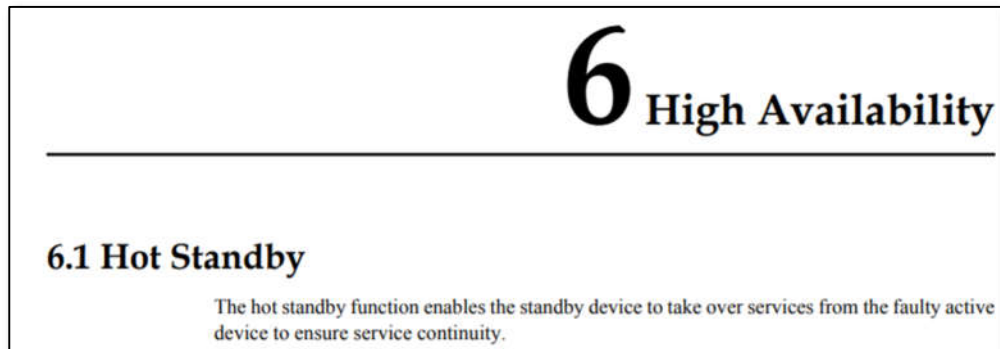 6 High Availability
6.1 Hot Standby
The hot standby function enables the standby device to take over services from the faulty active
device to ensure service continuity.